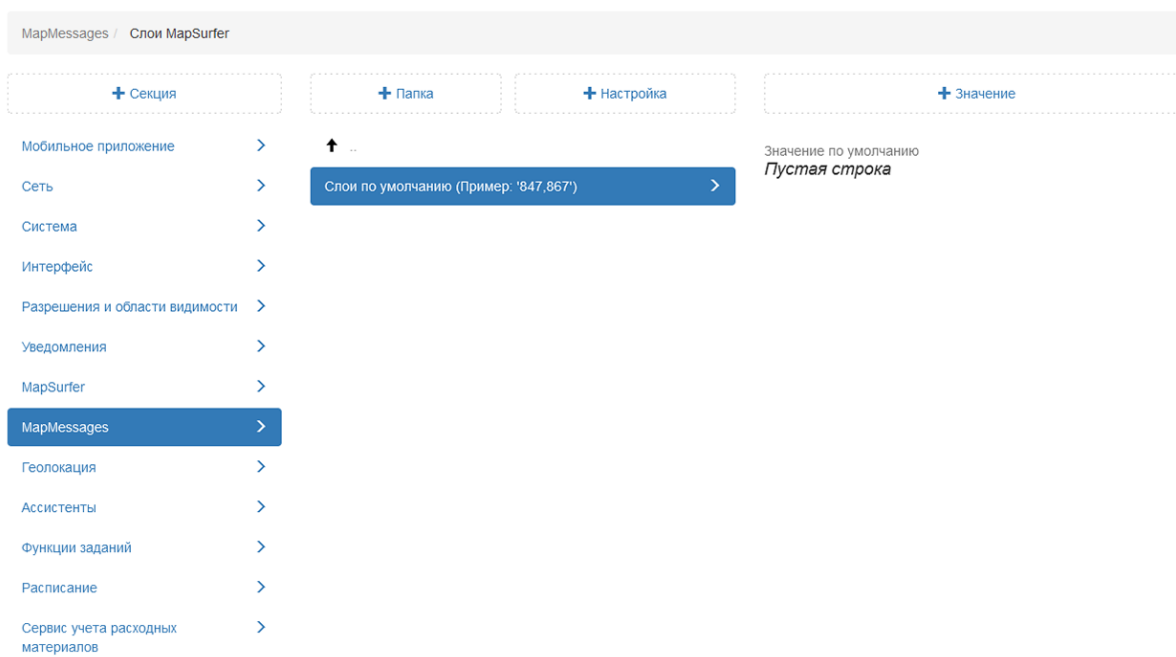 MapMessages / Слои MapSurfer
+ Секция
+ Папка
+ Настройка
+ Значение
Мобильное приложение
Сеть
Система
Интерфейс
Разрешения и области видимости
Уведомления
MapSurfer
MapMessages
Геолокация
Ассистенты
Функции заданий
Расписание
Сервис учета расходных
материалов
..
Слои по умолчанию (Пример: '847,867')
Значение по умолчанию
Пустая строка